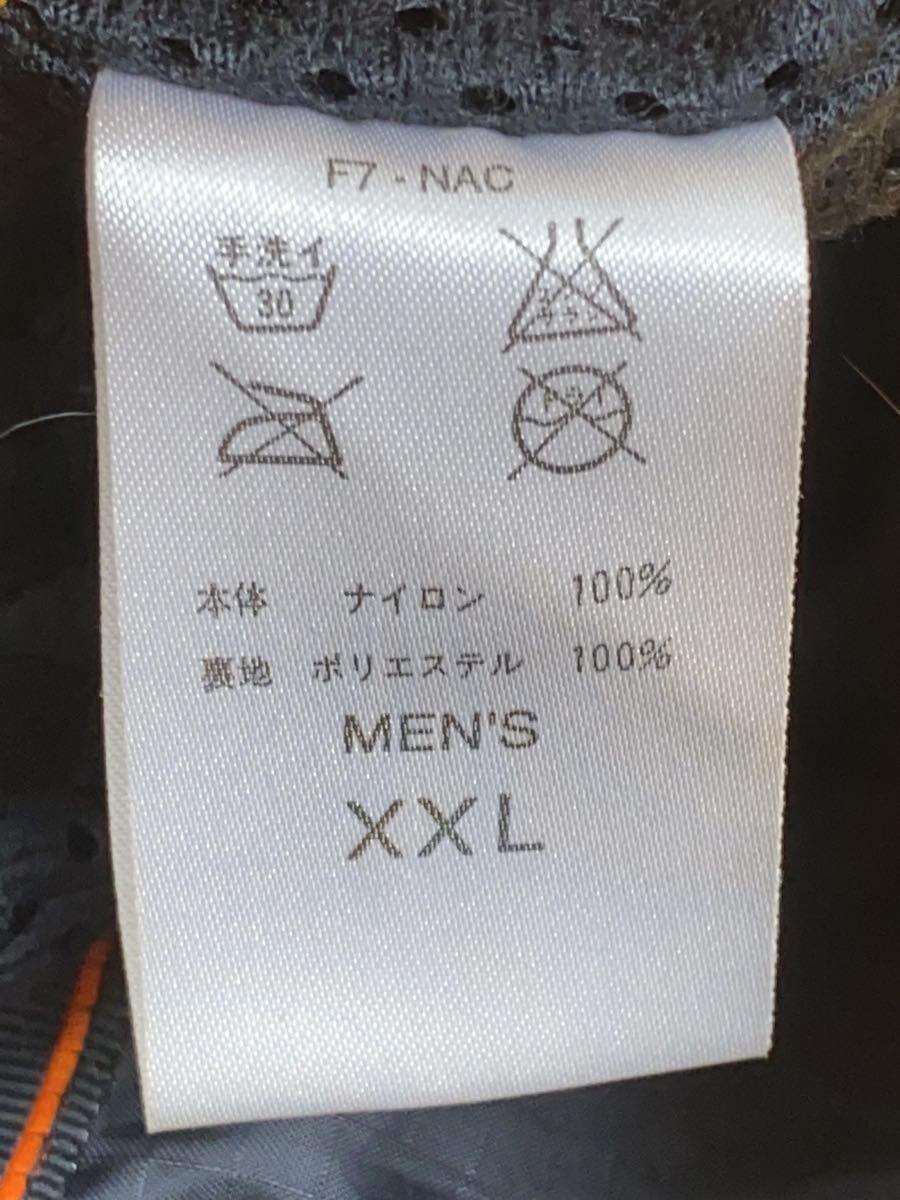 F7 - NAC
手洗イ
30
本体 ナイロン 100%
裏地 ポリエステル 100%
MEN'S
XXL